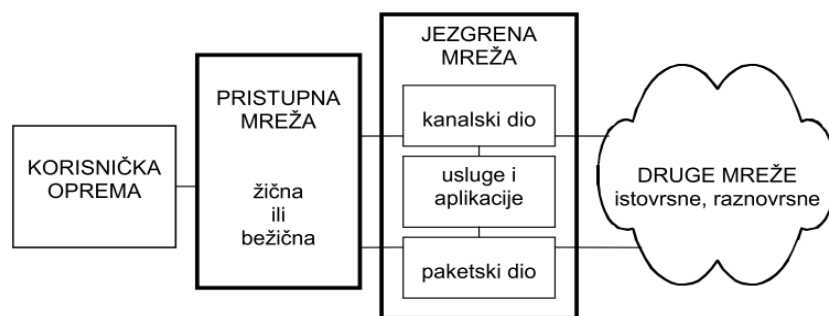 KORISNIČKA
OPREMA
PRISTUPNA
MREŽA
žična
ili
bežična
JEZGRENA
MREŽA
kanalski dio
usluge i
aplikacije
paketski dio
DRUGE MREŽE
istovrsne, raznovrsne